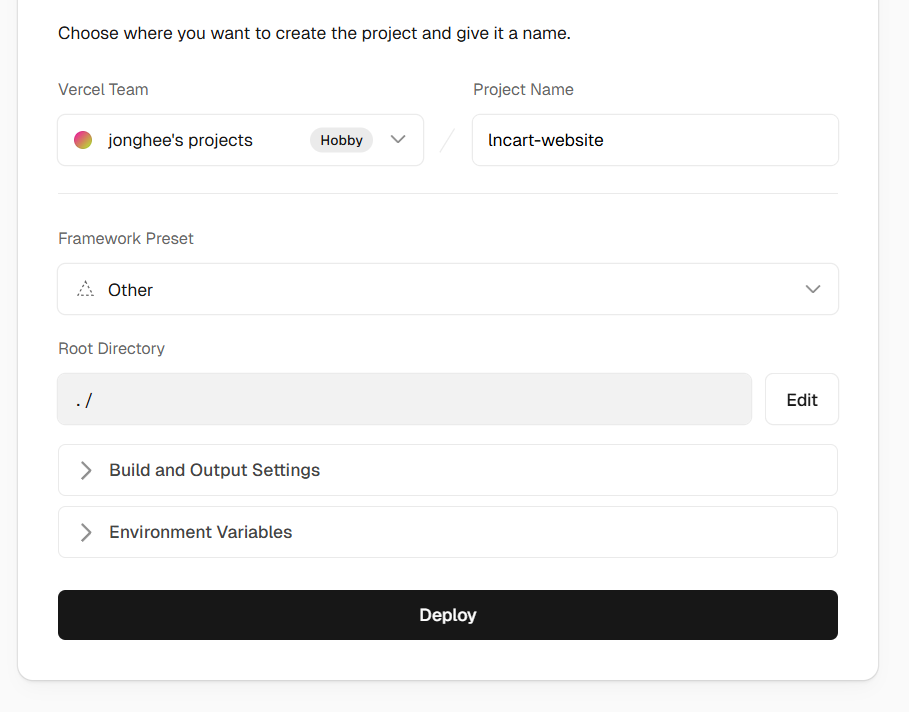 Choose where you want to create the project and give it a name.
Vercel Team
Project Name
jonghee's projects Hobby
/
lncart-website
Framework Preset
Other
Root Directory
./
Edit
Build and Output Settings
Environment Variables
Deploy